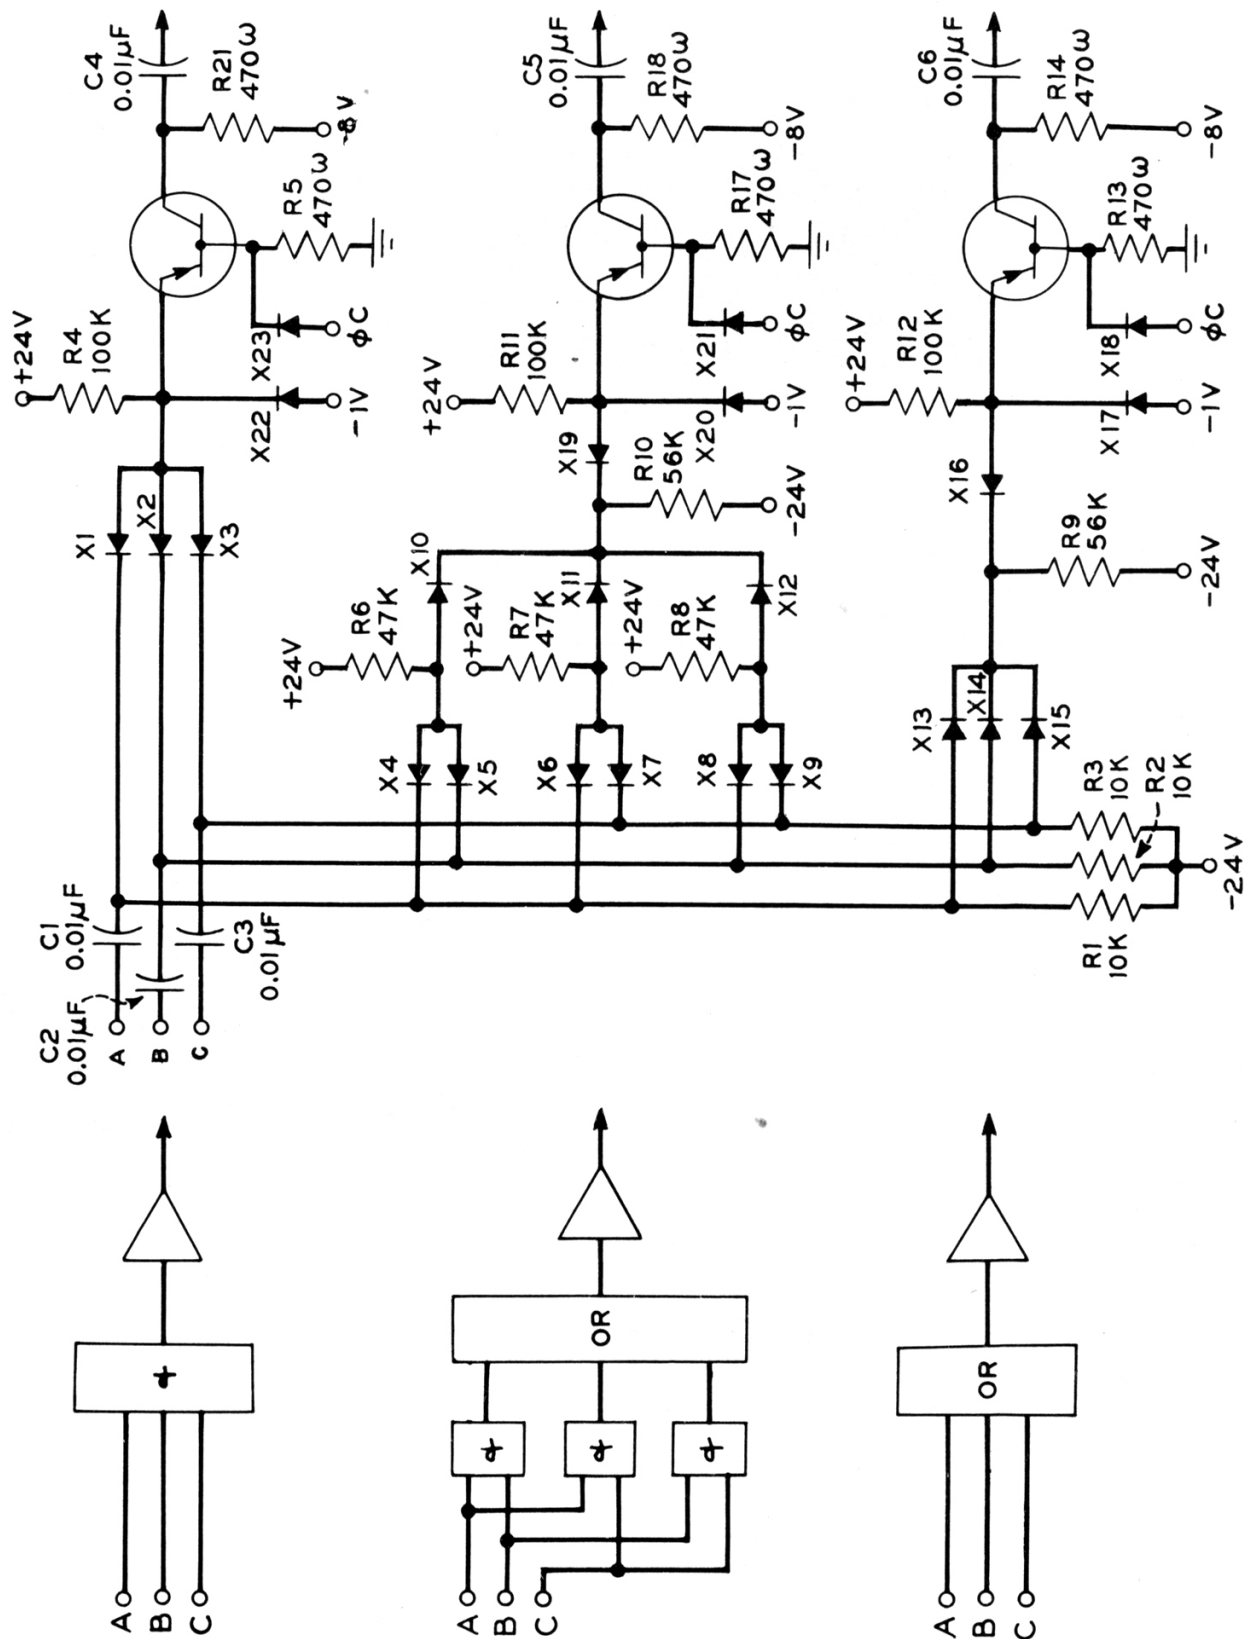 C4
0.01µF
R21
470ω
-8V
R5
470ω
+24V
R4
100K
X23
φC
X22
-1V
X1
X2
X3
C1
0.01µF
C2
0.01µF
C3
0.01µF
A
B
C
C5
0.01µF
R18
470ω
-8V
R17
470ω
+24V
R11
100K
X21
φC
X20
-1V
X19
R10
56K
-24V
X10
X11
X12
+24V
R6
47K
+24V
R7
47K
+24V
R8
47K
X4
X5
X6
X7
X8
X9
C6
0.01µF
R14
470ω
-8V
R13
470ω
+24V
R12
100K
X18
φC
X17
-1V
X16
R9
56K
-24V
X13
X14
X15
R3
10K
R2
10K
R1
10K
-24V
A
B
C
&
A
B
C
&
&
&
OR
A
B
C
OR